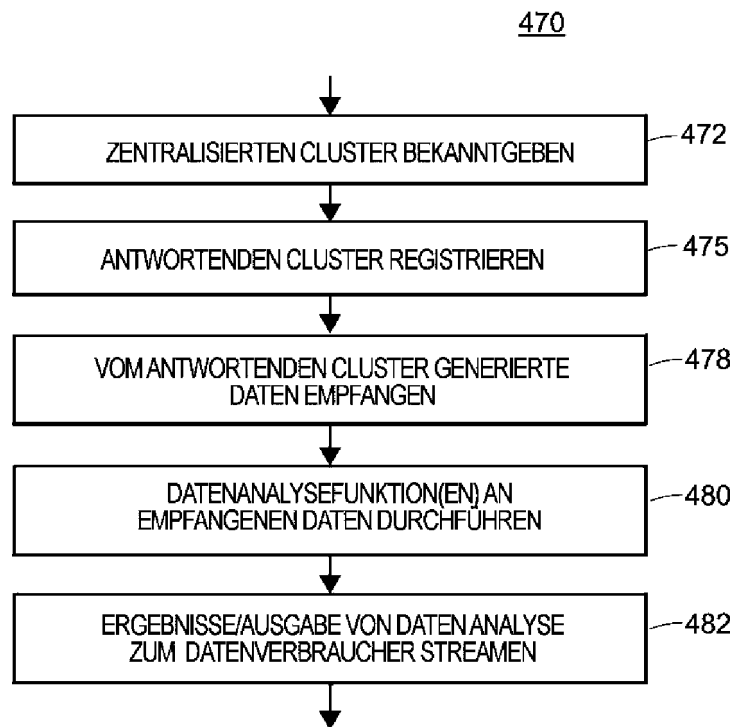 470
ZENTRALISIERTEN CLUSTER BEKANNTGEBEN
472
ANTWORTENDEN CLUSTER REGISTRIEREN
475
VOM ANTWORTENDEN CLUSTER GENERIERTE
DATEN EMPFANGEN
478
DATENANALYSEFUNKTION(EN) AN
EMPFANGENEN DATEN DURCHFÜHREN
480
ERGEBNISSE/AUSGABE VON DATEN ANALYSE
ZUM DATENVERBRAUCHER STREAMEN
482